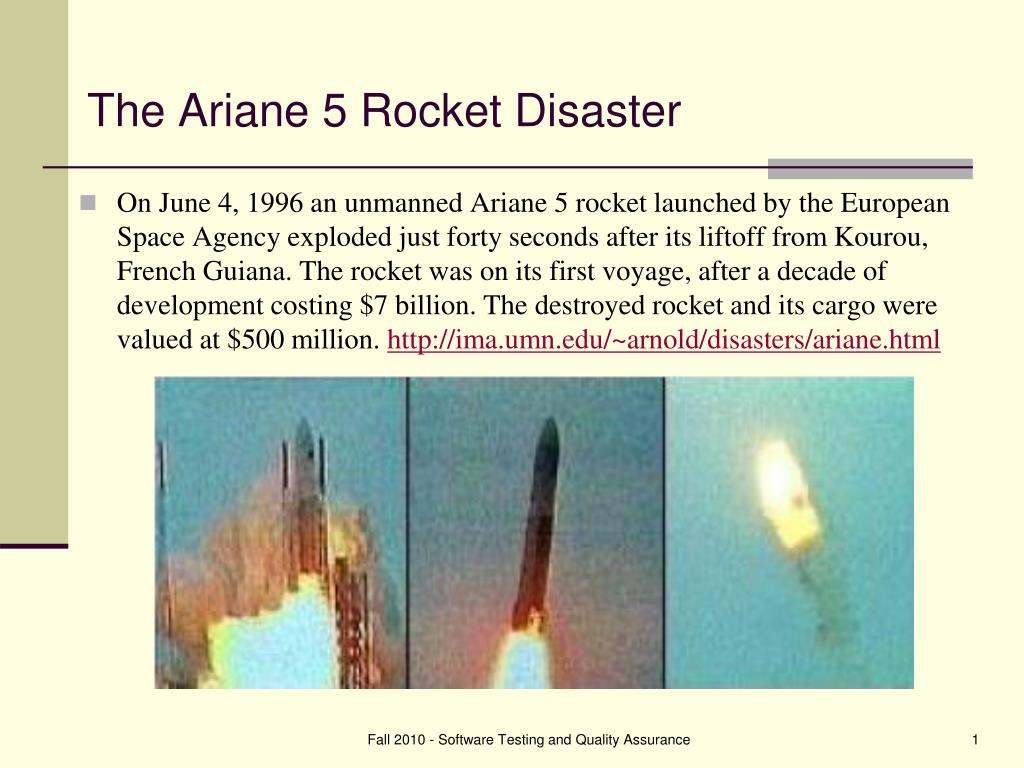 The Ariane 5 Rocket Disaster
On June 4, 1996 an unmanned Ariane 5 rocket launched by the European
Space Agency exploded just forty seconds after its liftoff from Kourou,
French Guiana. The rocket was on its first voyage, after a decade of
development costing $7 billion. The destroyed rocket and its cargo were
valued at $500 million. http://ima.umn.edu/~arnold/disasters/ariane.html
Fall 2010 - Software Testing and Quality Assurance
1